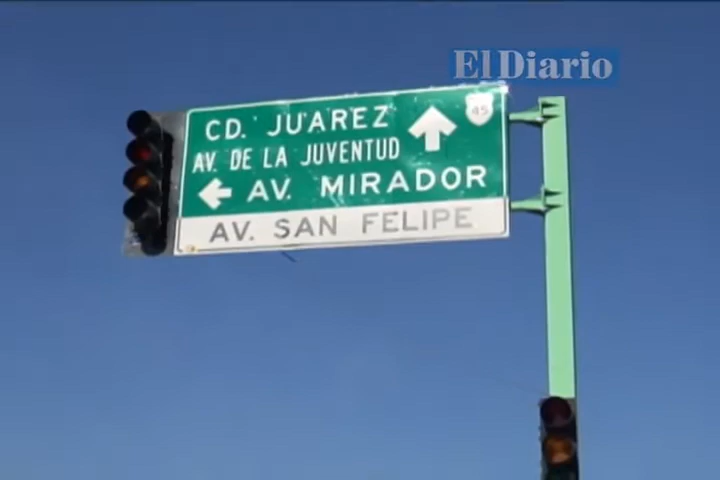 El Diario
45
CD. JUAREZ
AV. DE LA JUVENTUD
AV. MIRADOR
AV. SAN FELIPE